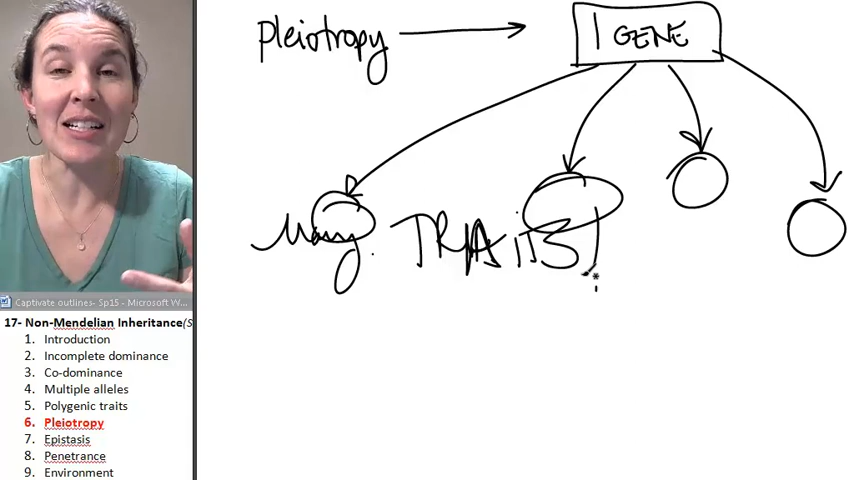 pleiotropy
1 GENE
Many TRAITS!
Captivate outlines- Sp15 - Microsoft W...
17- Non-Mendelian Inheritance(S
1. Introduction
2. Incomplete dominance
3. Co-dominance
4. Multiple alleles
5. Polygenic traits
6. Pleiotropy
7. Epistasis
8. Penetrance
9. Environment